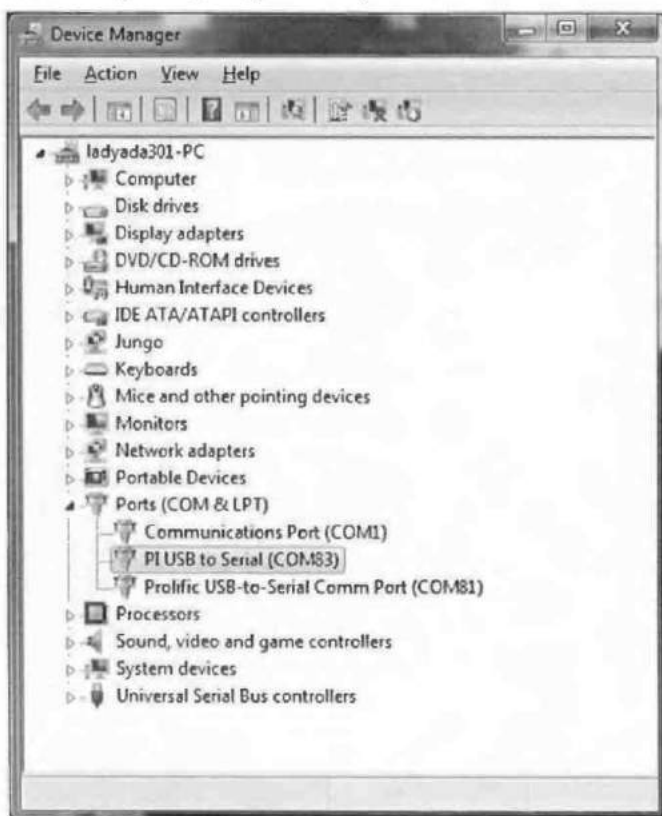 Device Manager
File Action View Help
ladyada301-PC
Computer
Disk drives
Display adapters
DVD/CD-ROM drives
Human Interface Devices
IDE ATA/ATAPI controllers
Jungo
Keyboards
Mice and other pointing devices
Monitors
Network adapters
Portable Devices
Ports (COM & LPT)
Communications Port (COM1)
PI USB to Serial (COM83)
Prolific USB-to-Serial Comm Port (COM81)
Processors
Sound, video and game controllers
System devices
Universal Serial Bus controllers